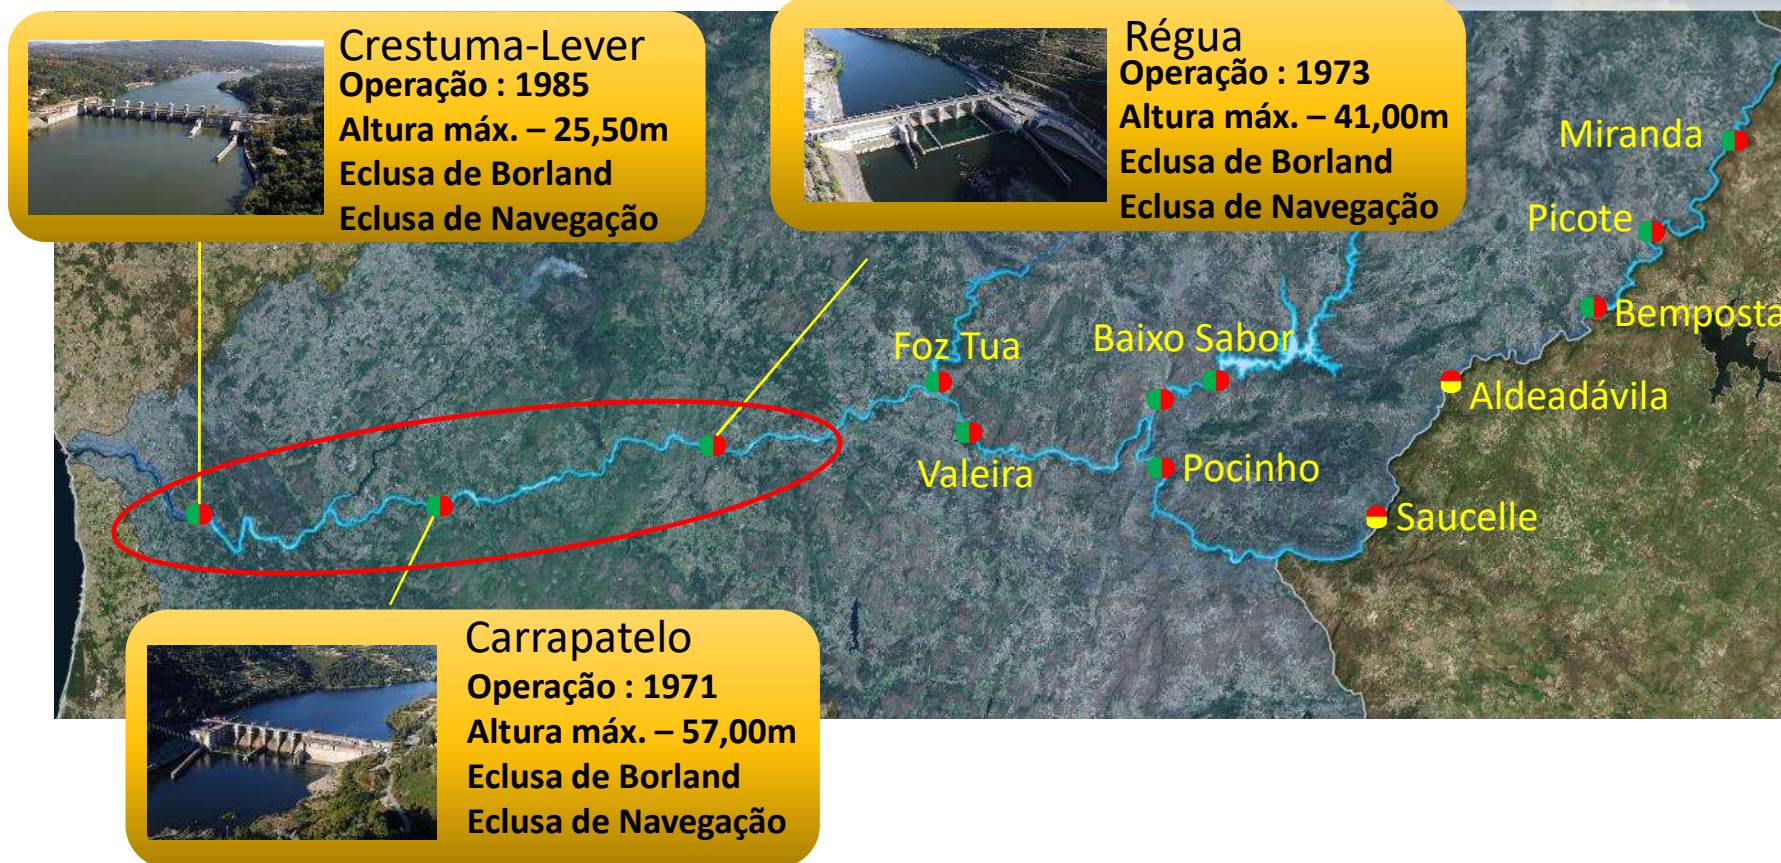 Crestuma-Lever
Operação : 1985
Altura máx. – 25,50m
Eclusa de Borland
Eclusa de Navegação
Régua
Operação : 1973
Altura máx. – 41,00m
Eclusa de Borland
Eclusa de Navegação
Miranda
Picote
Bemposta
Foz Tua
Baixo Sabor
Aldeadávila
Valeira
Pocinho
Saucelle
Carrapatelo
Operação : 1971
Altura máx. – 57,00m
Eclusa de Borland
Eclusa de Navegação